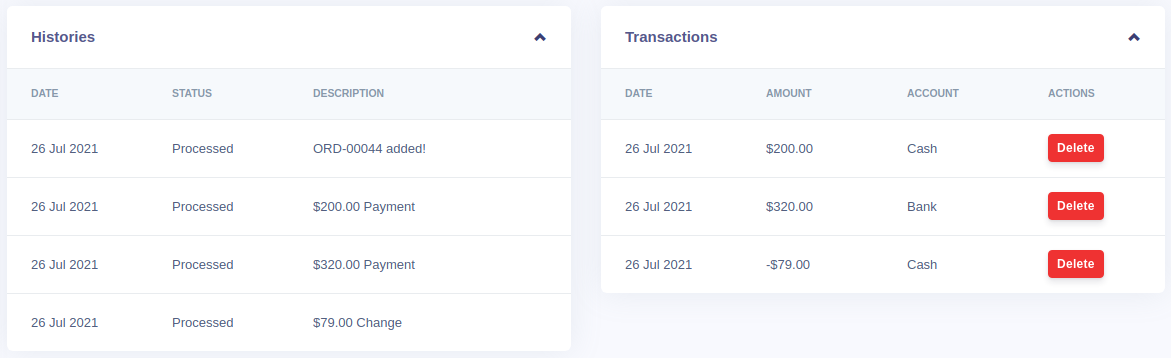 Histories
DATE STATUS DESCRIPTION
26 Jul 2021 Processed ORD-00044 added!
26 Jul 2021 Processed $200.00 Payment
26 Jul 2021 Processed $320.00 Payment
26 Jul 2021 Processed $79.00 Change
Transactions
DATE AMOUNT ACCOUNT ACTIONS
26 Jul 2021 $200.00 Cash Delete
26 Jul 2021 $320.00 Bank Delete
26 Jul 2021 -$79.00 Cash Delete